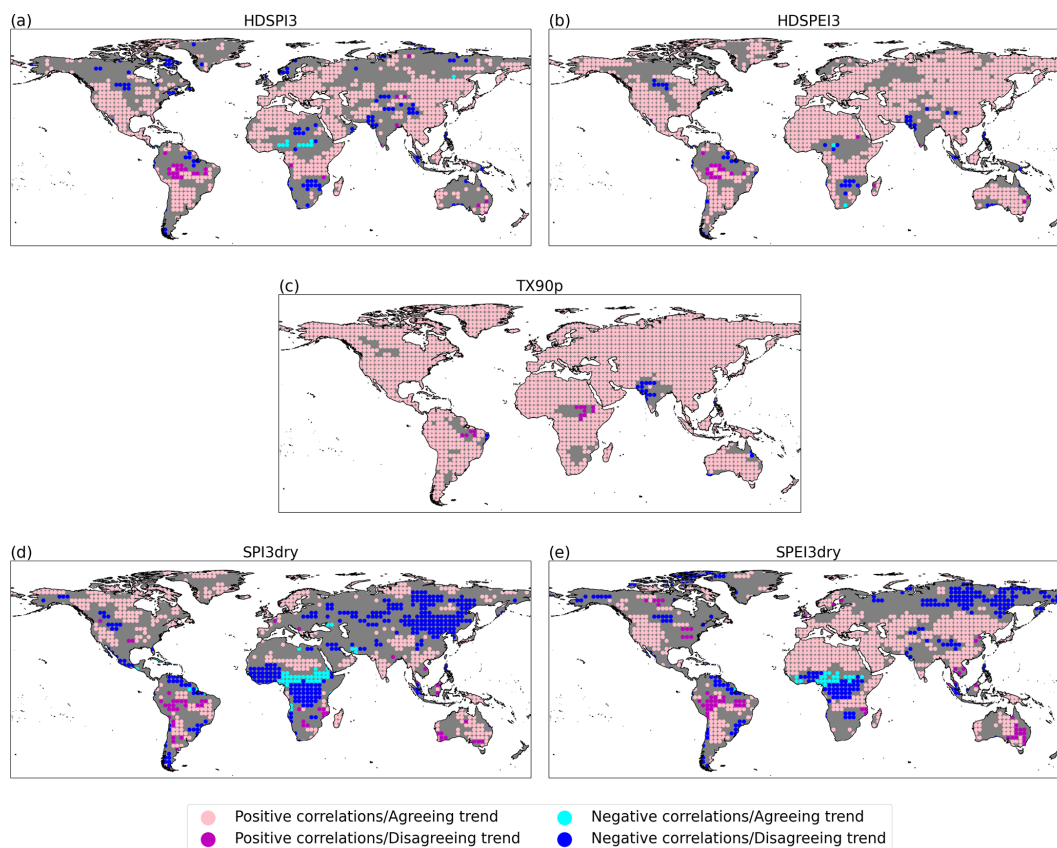 (a)
HDSPI3
(b)
HDSPEI3
(c)
TX90p
(d)
SPI3dry
(e)
SPEI3dry
Positive correlations/Agreeing trend
Negative correlations/Agreeing trend
Positive correlations/Disagreeing trend
Negative correlations/Disagreeing trend